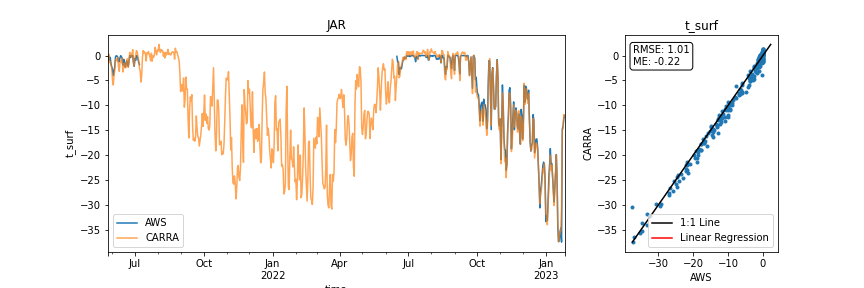 JAR
t_surf
0
−5
−10
−15
−20
−25
−30
−35
AWS
CARRA
Jul
Oct
Jan
2022
Apr
Jul
Oct
Jan
2023
time
t_surf
CARRA
0
−5
−10
−15
−20
−25
−30
−35
RMSE: 1.01
ME: -0.22
1:1 Line
Linear Regression
−30
−20
−10
0
AWS